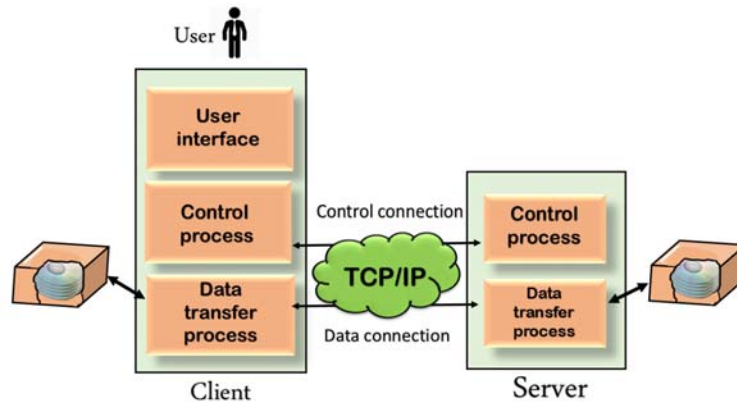 User
User
interface
Control
process
Data
transfer
process
Client
Control connection
TCP/IP
Data connection
Control
process
Data
transfer
process
Server